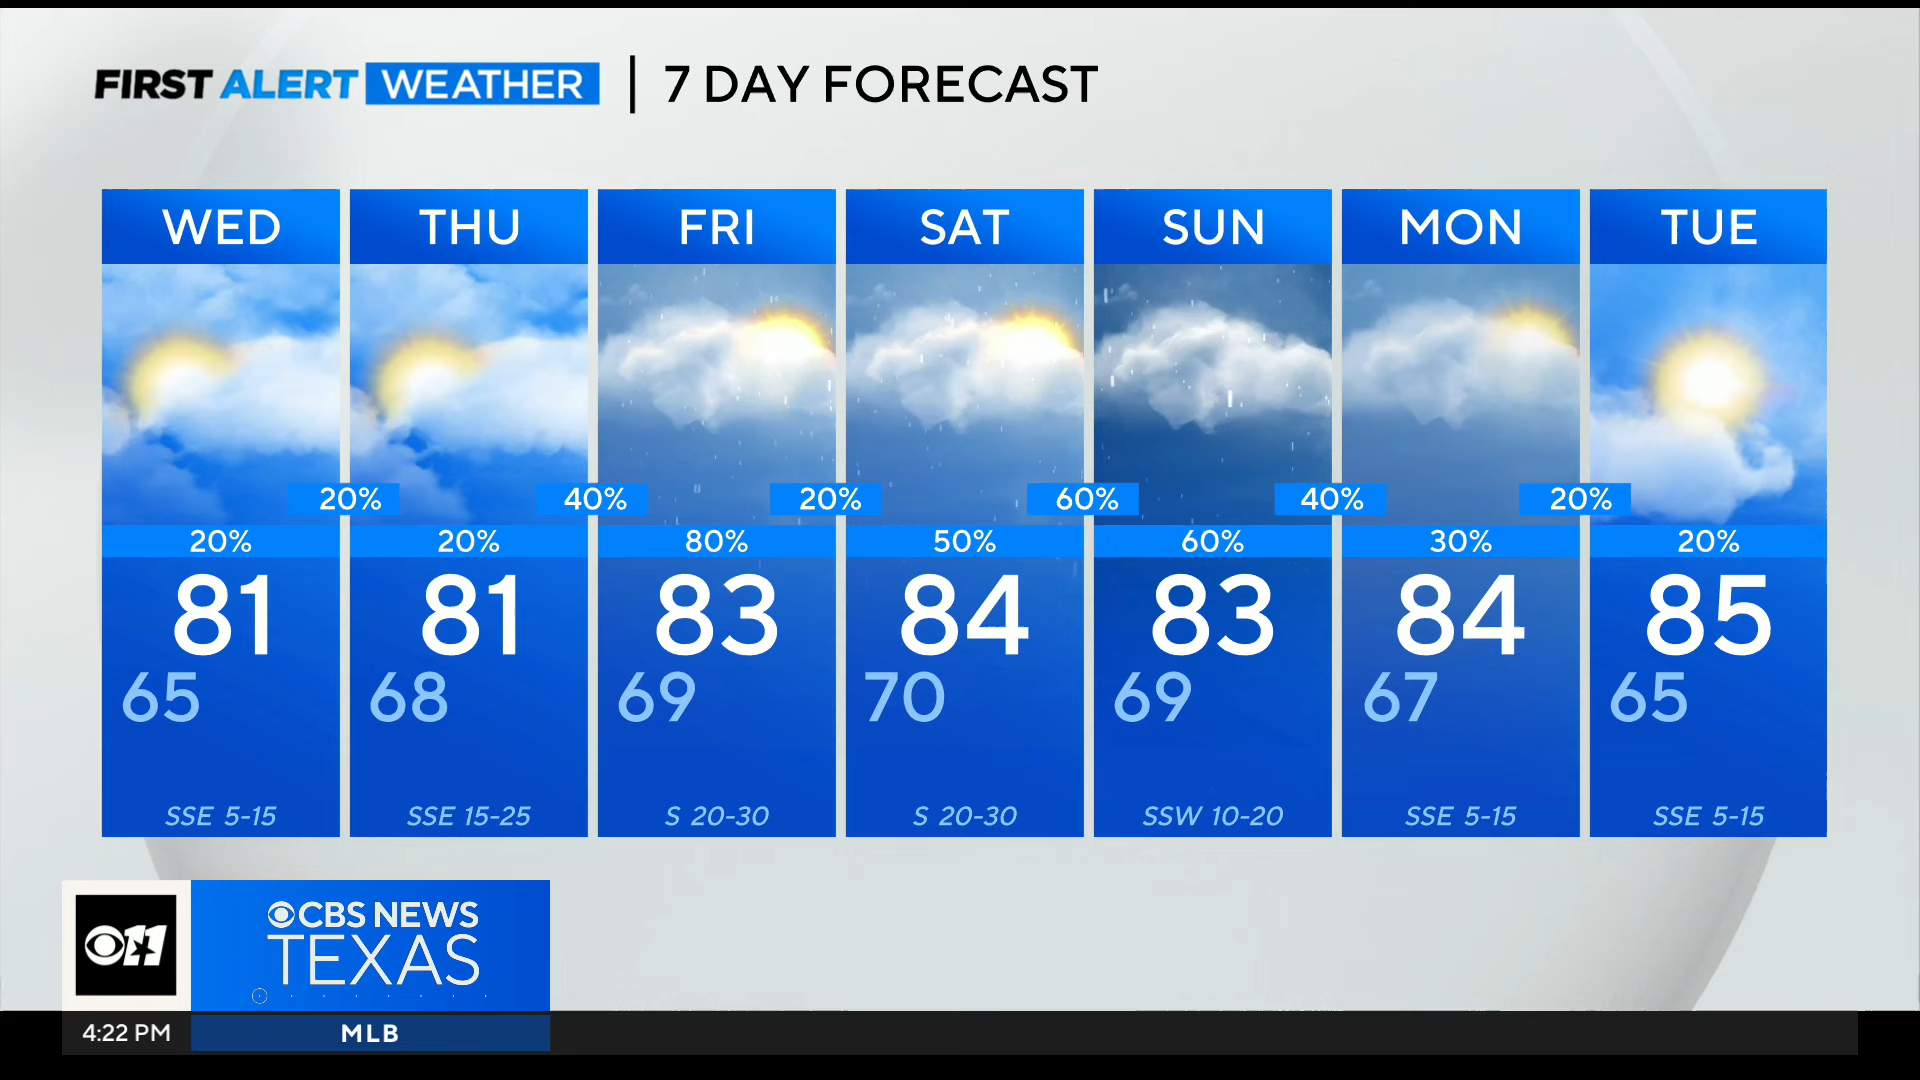 FIRST ALERT WEATHER | 7 DAY FORECAST
WED THU FRI SAT SUN MON TUE
20% 40% 20% 60% 40% 20%
20% 20% 80% 50% 60% 30% 20%
81 81 83 84 83 84 85
65 68 69 70 69 67 65
SSE 5-15 SSE 15-25 S 20-30 S 20-30 SSW 10-20 SSE 5-15 SSE 5-15
11
CBS NEWS
TEXAS
4:22 PM MLB